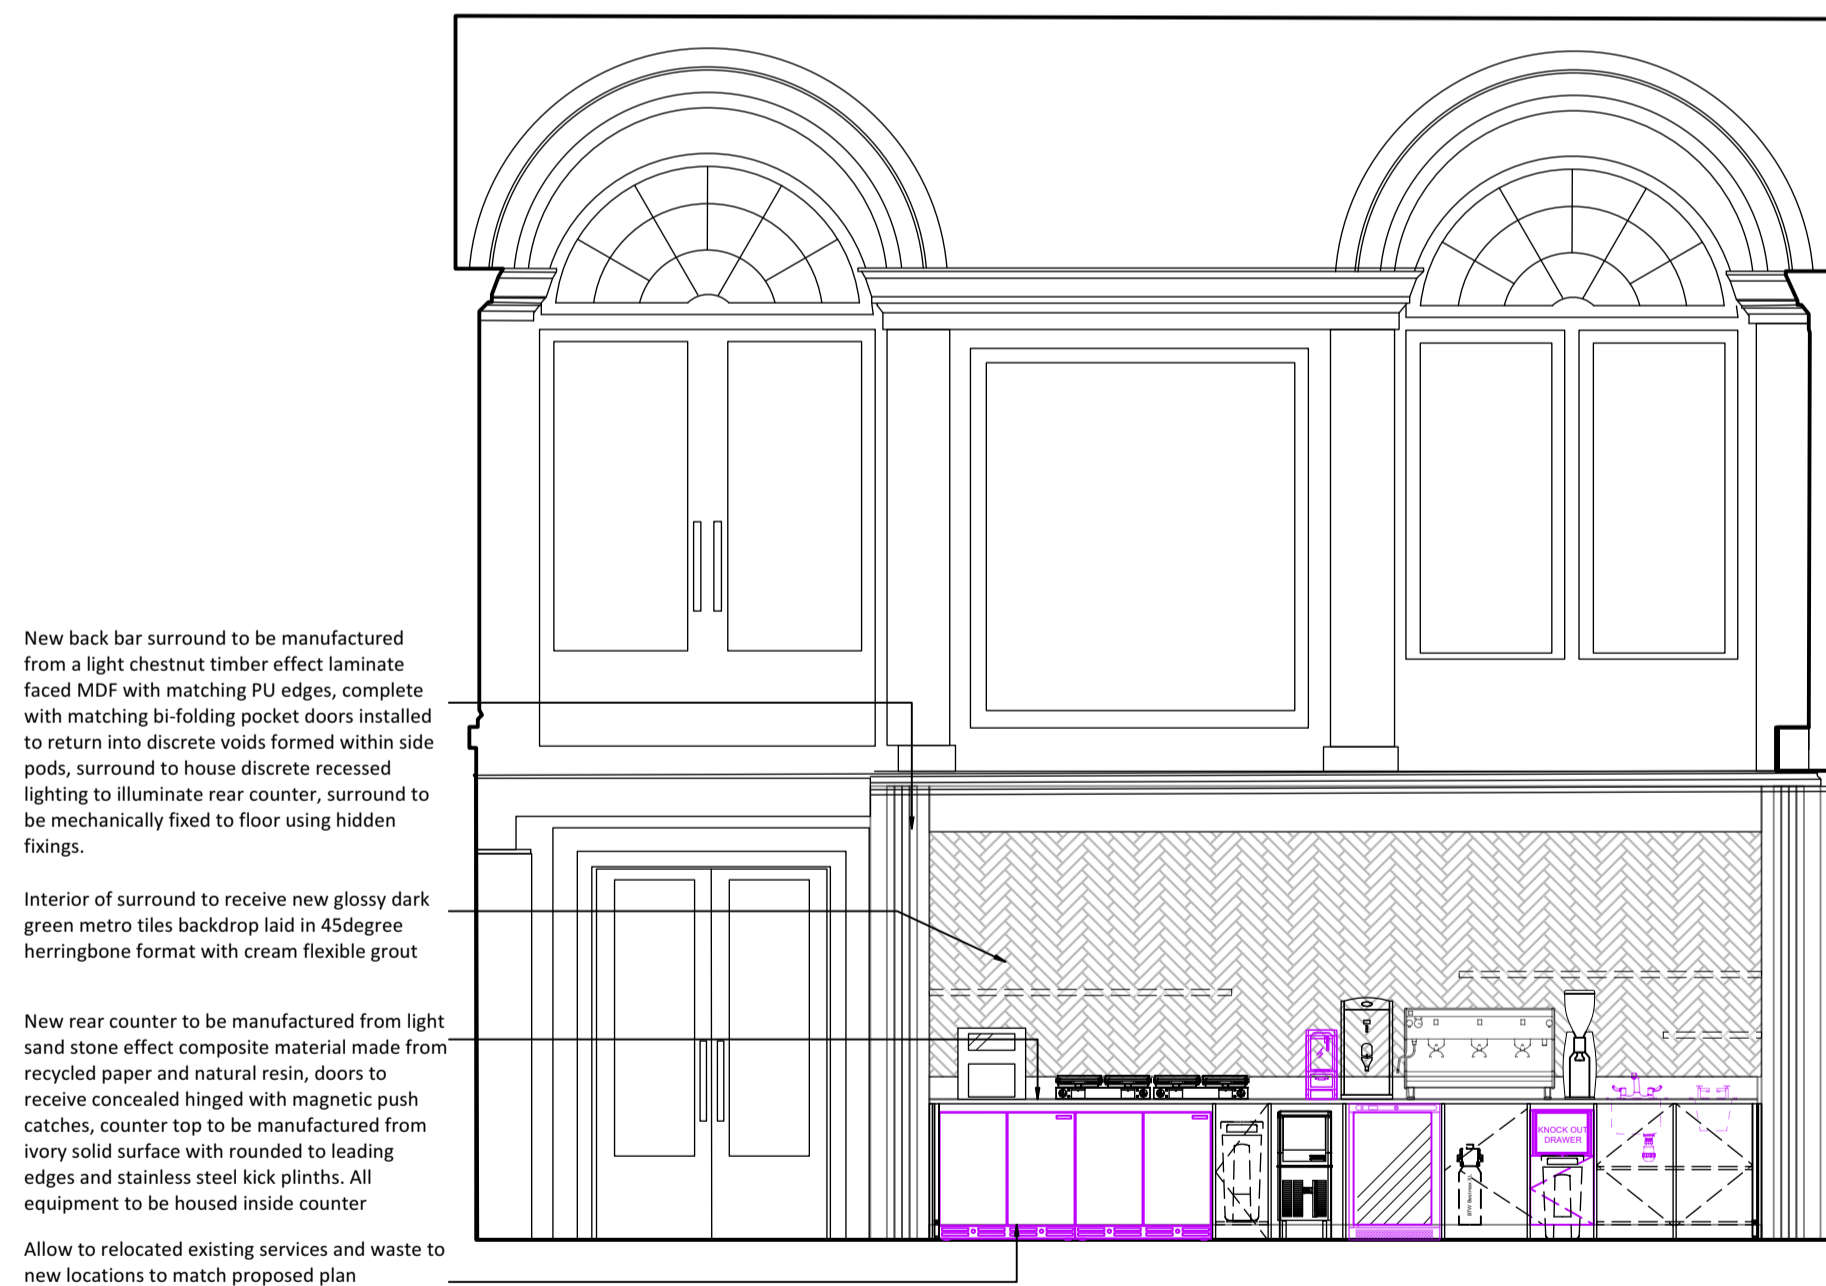 New back bar surround to be manufactured
from a light chestnut timber effect laminate
faced MDF with matching PU edges, complete
with matching bi-folding pocket doors installed
to return into discrete voids formed within side
pods, surround to house discrete recessed
lighting to illuminate rear counter, surround to
be mechanically fixed to floor using hidden
fixings.
Interior of surround to receive new glossy dark
green metro tiles backdrop laid in 45degree
herringbone format with cream flexible grout
New rear counter to be manufactured from light
sand stone effect composite material made from
recycled paper and natural resin, doors to
receive concealed hinged with magnetic push
catches, counter top to be manufactured from
ivory solid surface with rounded to leading
edges and stainless steel kick plinths. All
equipment to be housed inside counter
Allow to relocated existing services and waste to
new locations to match proposed plan
KNOCK OUT
DRAWER